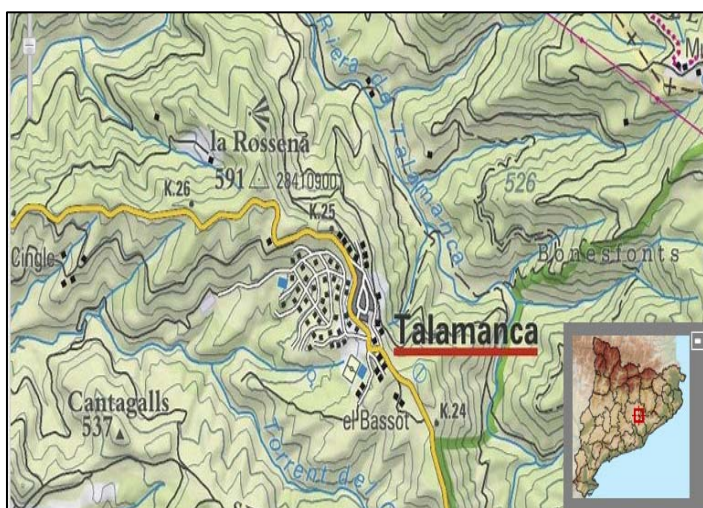 Riera de Talamanca
la Rossena
591
28410900
K.26
K.25
526
Cingle
Bonesfonts
Talamanca
Cantagalls
537
el Bassot
K.24
Torrent del